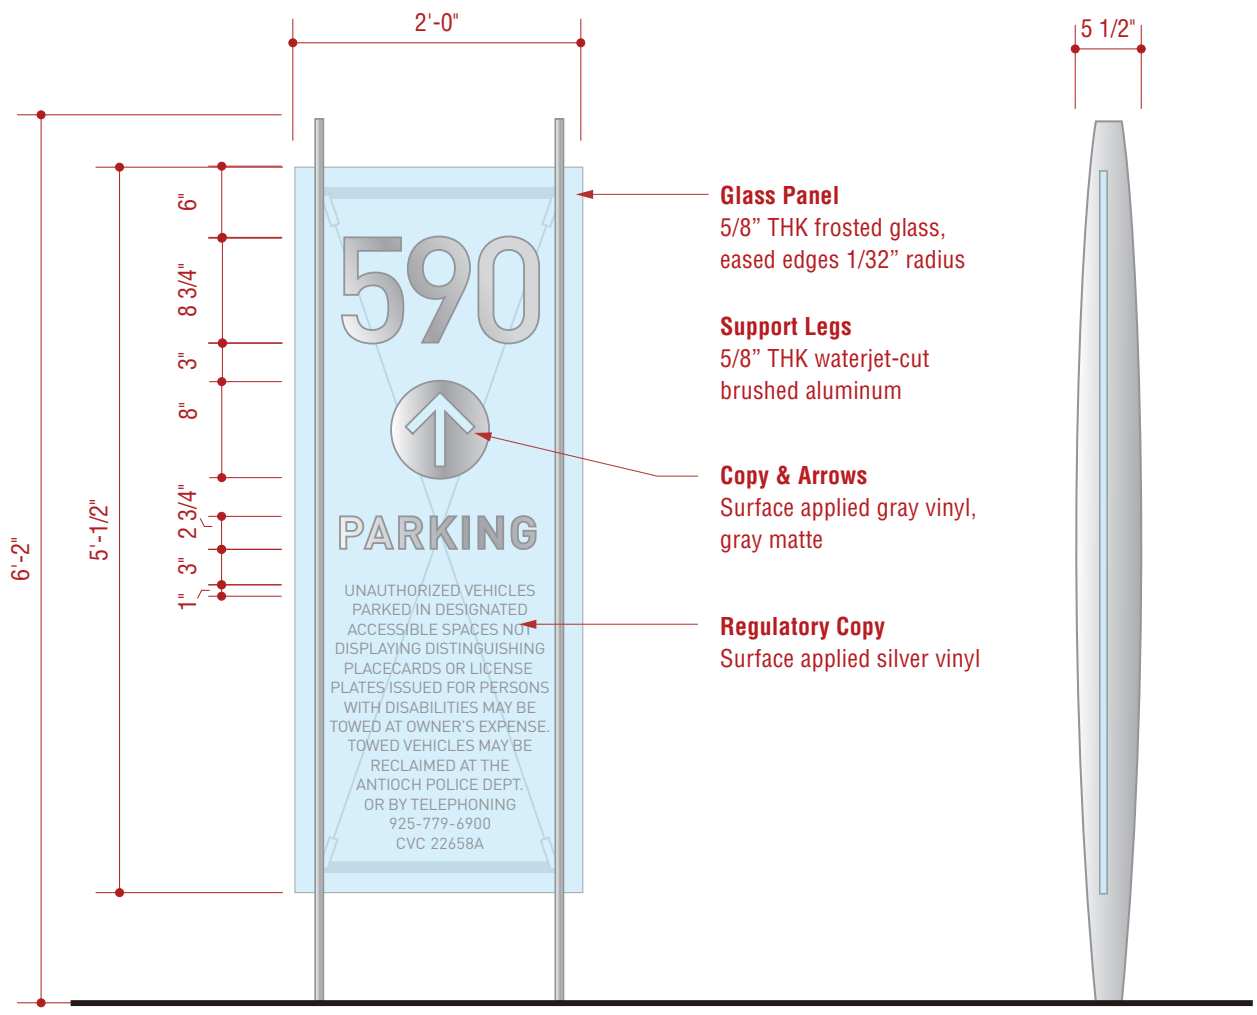 2'-0"
5 1/2"
6'-2"
5'-1/2"
6"
8 3/4"
3"
8"
2 3/4"
3"
1"
590
PARKING
UNAUTHORIZED VEHICLES
PARKED IN DESIGNATED
ACCESSIBLE SPACES NOT
DISPLAYING DISTINGUISHING
PLACECARDS OR LICENSE
PLATES ISSUED FOR PERSONS
WITH DISABILITIES MAY BE
TOWED AT OWNER'S EXPENSE.
TOWED VEHICLES MAY BE
RECLAIMED AT THE
ANTIOCH POLICE DEPT.
OR BY TELEPHONING
925-779-6900
CVC 22658A
Glass Panel
5/8” THK frosted glass,
eased edges 1/32” radius
Support Legs
5/8” THK waterjet-cut
brushed aluminum
Copy & Arrows
Surface applied gray vinyl,
gray matte
Regulatory Copy
Surface applied silver vinyl